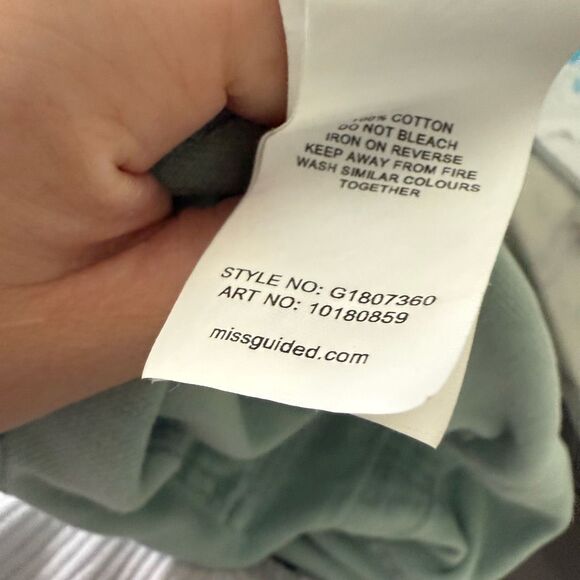 100% COTTON
DO NOT BLEACH
IRON ON REVERSE
KEEP AWAY FROM FIRE
WASH SIMILAR COLOURS
TOGETHER
STYLE NO: G1807360
ART NO: 10180859
missguided.com